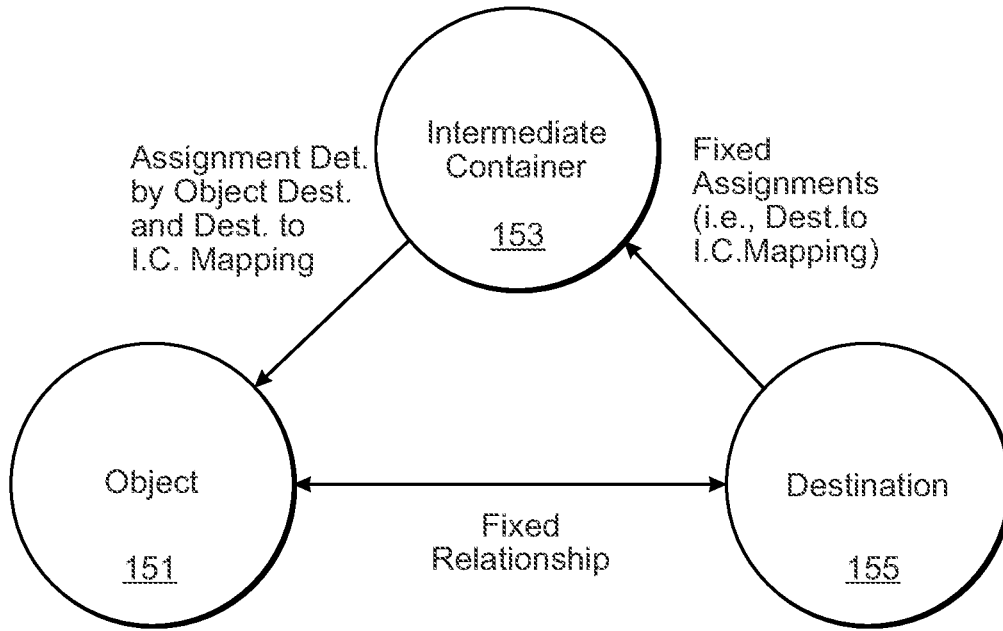 Intermediate
Container
153
Assignment Det.
by Object Dest.
and Dest. to
I.C. Mapping
Fixed
Assignments
(i.e., Dest.to
I.C.Mapping)
Object
151
Fixed
Relationship
Destination
155